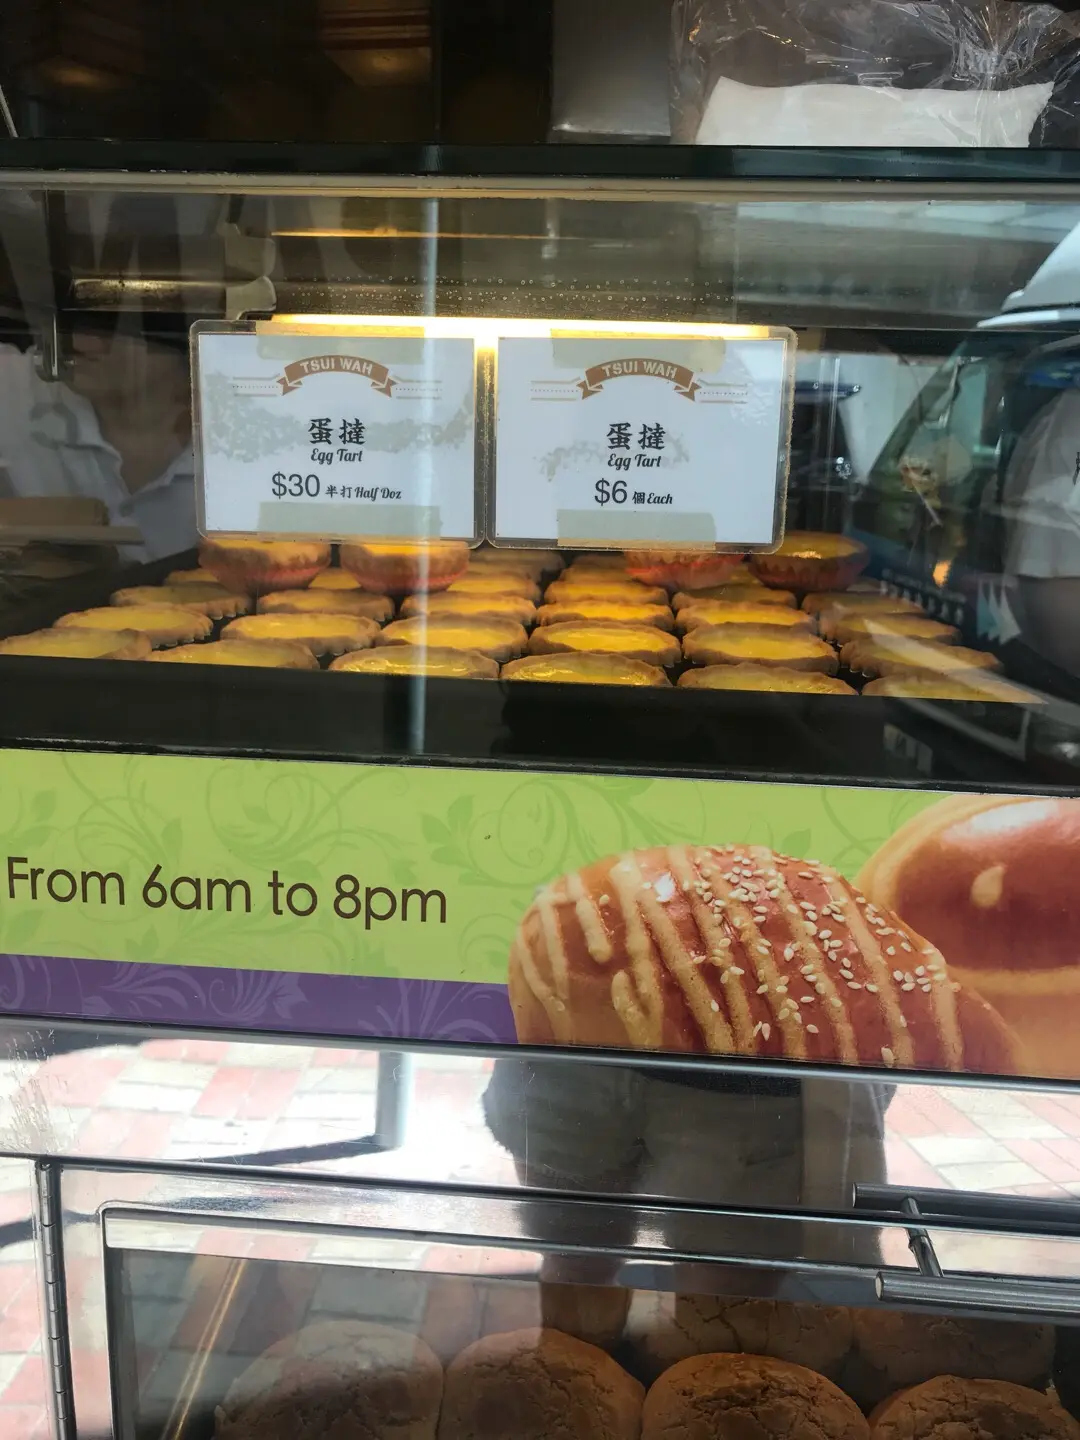 TSUI WAH
蛋撻
Egg Tart
$30 半打 Half Doz
TSUI WAH
蛋撻
Egg Tart
$6 個 Each
From 6am to 8pm